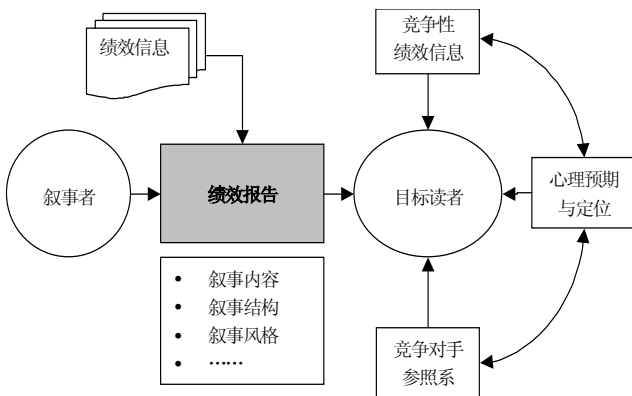 绩效信息
竞争性
绩效信息
叙事者
绩效报告
目标读者
心理预期
与定位
• 叙事内容
• 叙事结构
• 叙事风格
• ……
竞争对手
参照系